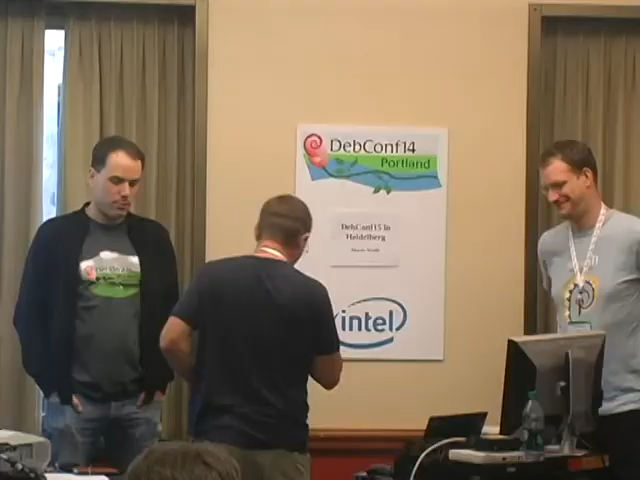 DebConf14
Portland
DebConf15 in
Heidelberg
intel